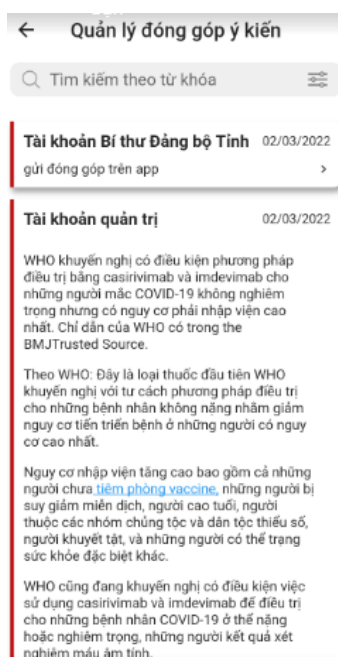 Quản lý đóng góp ý kiến
Tìm kiếm theo từ khóa
Tài khoản Bí thư Đảng bộ Tỉnh 02/03/2022
gửi đóng góp trên app
Tài khoản quản trị 02/03/2022
WHO khuyến nghị có điều kiện phương pháp
điều trị bằng casirivimab và imdevimab cho
những người mắc COVID-19 không nghiêm
trọng nhưng có nguy cơ phải nhập viện cao
nhất. Chỉ dẫn của WHO có trong the
BMJTrusted Source.
Theo WHO: Đây là loại thuốc đầu tiên WHO
khuyến nghị với tư cách phương pháp điều trị
cho những bệnh nhân không nặng nhằm giảm
nguy cơ tiến triển bệnh ở những người có nguy
cơ cao nhất.
Nguy cơ nhập viện tăng cao bao gồm cả những
người chưa tiêm phòng vaccine, những người bị
suy giảm miễn dịch, người cao tuổi, người
thuộc các nhóm chủng tộc và dân tộc thiểu số,
người khuyết tật, và những người có thể trạng
sức khỏe đặc biệt khác.
WHO cũng đang khuyến nghị có điều kiện việc
sử dụng casirivimab và imdevimab để điều trị
cho những bệnh nhân COVID-19 ở thể nặng
hoặc nghiêm trọng, những người kết quả xét
nghiệm máu âm tính.